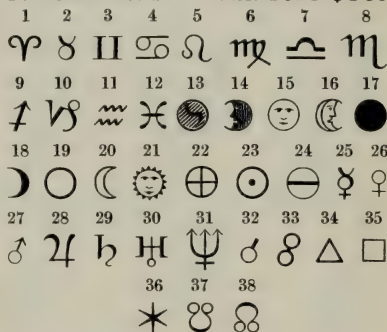 1 2 3 4 5 6 7 8
♈ ♉ ♊ ♋ ♌ ♍ ♎ ♏
9 10 11 12 13 14 15 16 17
♐ ♑ ♒ ♓
18 19 20 21 22 23 24 25 26
☽ ○ ☾ ⊕ ☉ ⊖ ☿ ♀
27 28 29 30 31 32 33 34 35
♂ ♃ ♄ ♅ ♆ ☌ ☍ △ □
36 37 38
⚹ ☋ ☊